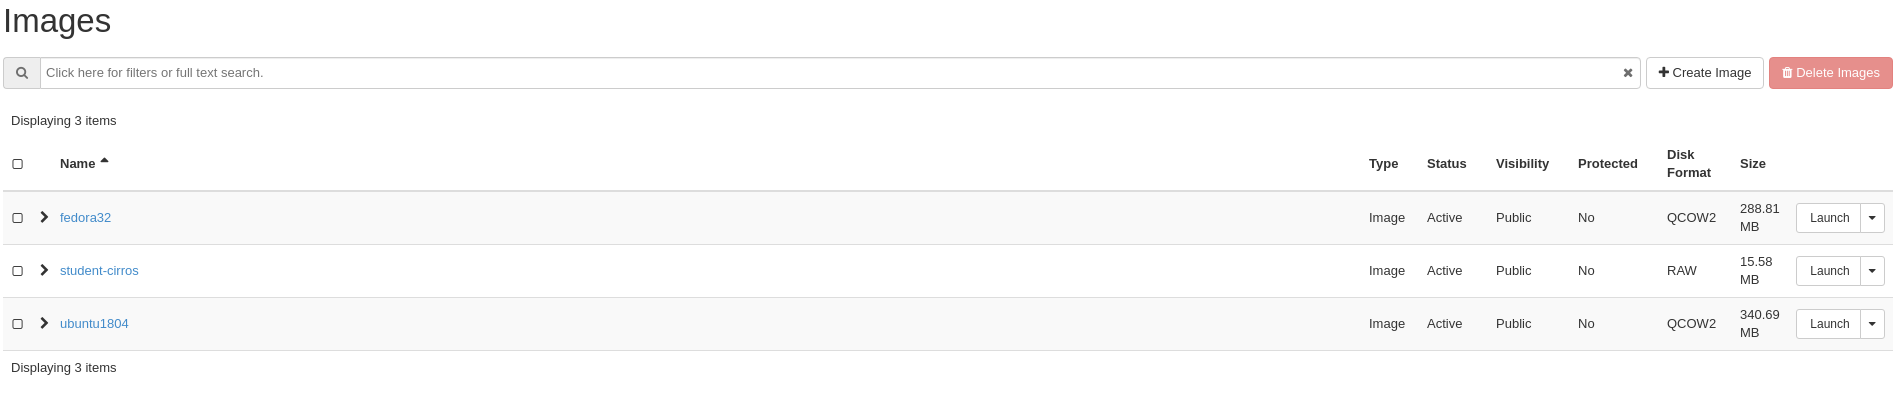 Images
Click here for filters or full text search.
Create Image
Delete Images
Displaying 3 items
Name Type Status Visibility Protected Disk Format Size
fedora32 Image Active Public No QCOW2 288.81 MB Launch
student-cirros Image Active Public No RAW 15.58 MB Launch
ubuntu1804 Image Active Public No QCOW2 340.69 MB Launch
Displaying 3 items